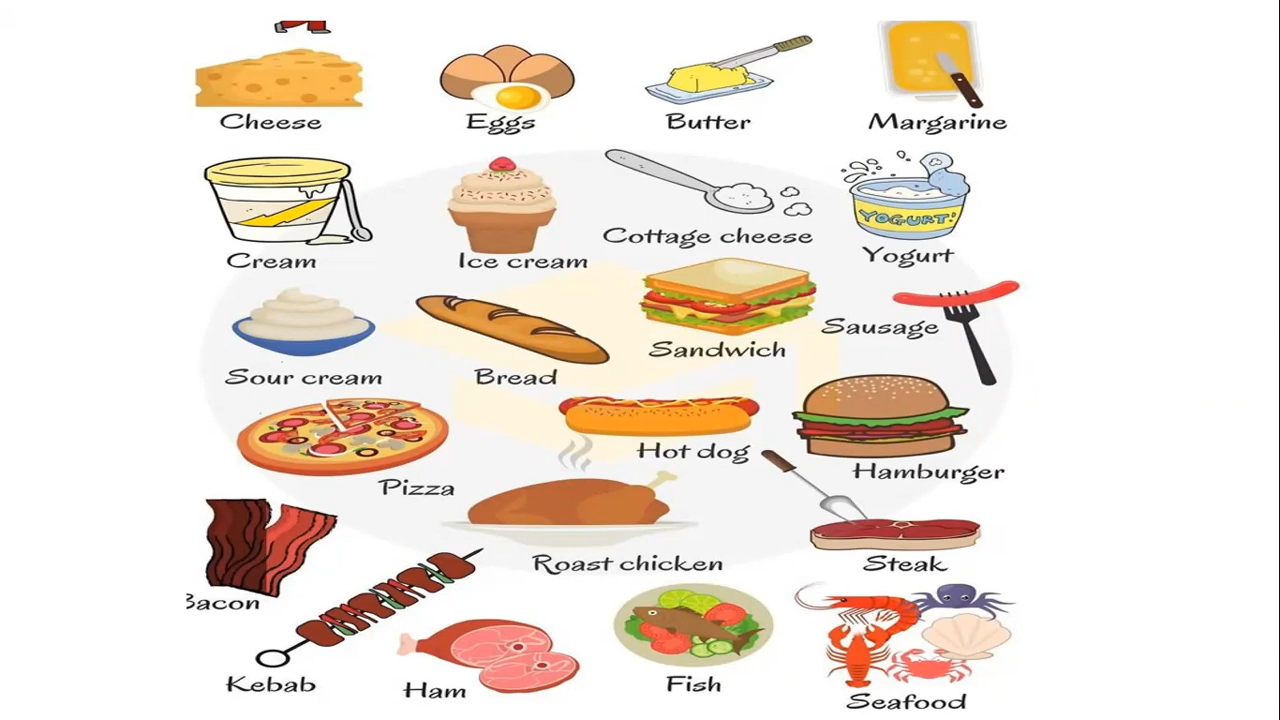 Cheese
Eggs
Butter
Margarine
YOGURT!
Cream
Ice cream
Cottage cheese
Yogurt
Sour cream
Bread
Sandwich
Sausage
Pizza
Hot dog
Hamburger
Roast chicken
Steak
Bacon
Kebab
Ham
Fish
Seafood